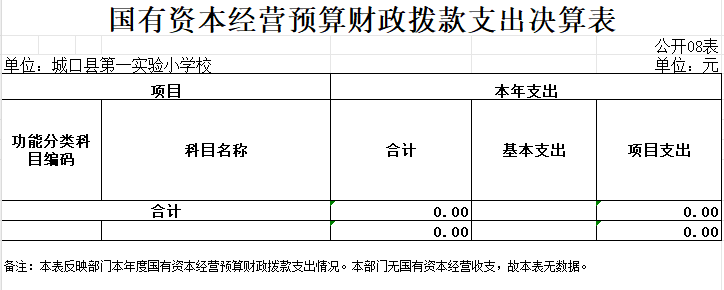 国有资本经营预算财政拨款支出决算表
公开08表
单位：城口县第一实验小学校 单位：元
项目 本年支出
功能分类科
目编码 科目名称 合计 基本支出 项目支出
合计 0.00 0.00
0.00 0.00
备注：本表反映部门本年度国有资本经营预算财政拨款支出情况。本部门无国有资本经营收支，故本表无数据。